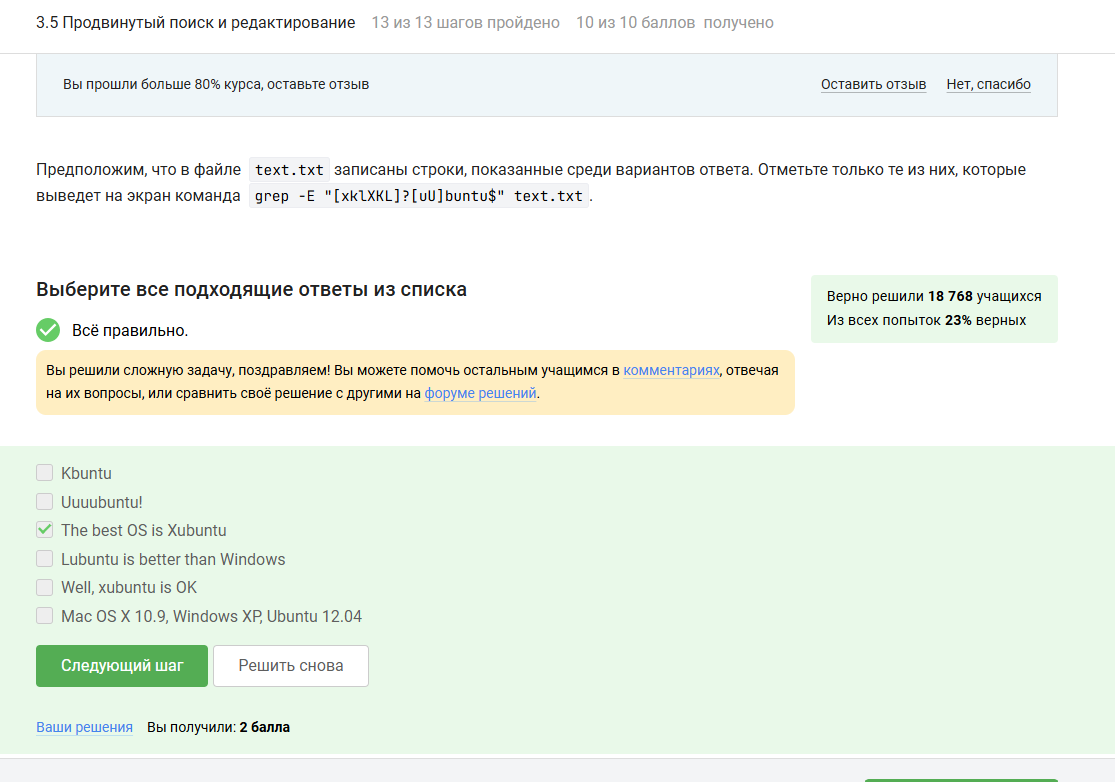 3.5 Продвинутый поиск и редактирование 13 из 13 шагов пройдено 10 из 10 баллов получено
Вы прошли больше 80% курса, оставьте отзыв Оставить отзыв Нет, спасибо
Предположим, что в файле text.txt записаны строки, показанные среди вариантов ответа. Отметьте только те из них, которые
выведет на экран команда grep -E "[xklXKL]?[uU]buntu$" text.txt.
Выберите все подходящие ответы из списка
Верно решили 18 768 учащихся
Из всех попыток 23% верных
Всё правильно.
Вы решили сложную задачу, поздравляем! Вы можете помочь остальным учащимся в комментариях, отвечая
на их вопросы, или сравнить своё решение с другими на форуме решений.
Kbuntu
Uuuubuntu!
The best OS is Xubuntu
Lubuntu is better than Windows
Well, xubuntu is OK
Mac OS X 10.9, Windows XP, Ubuntu 12.04
Следующий шаг Решить снова
Ваши решения Вы получили: 2 балла